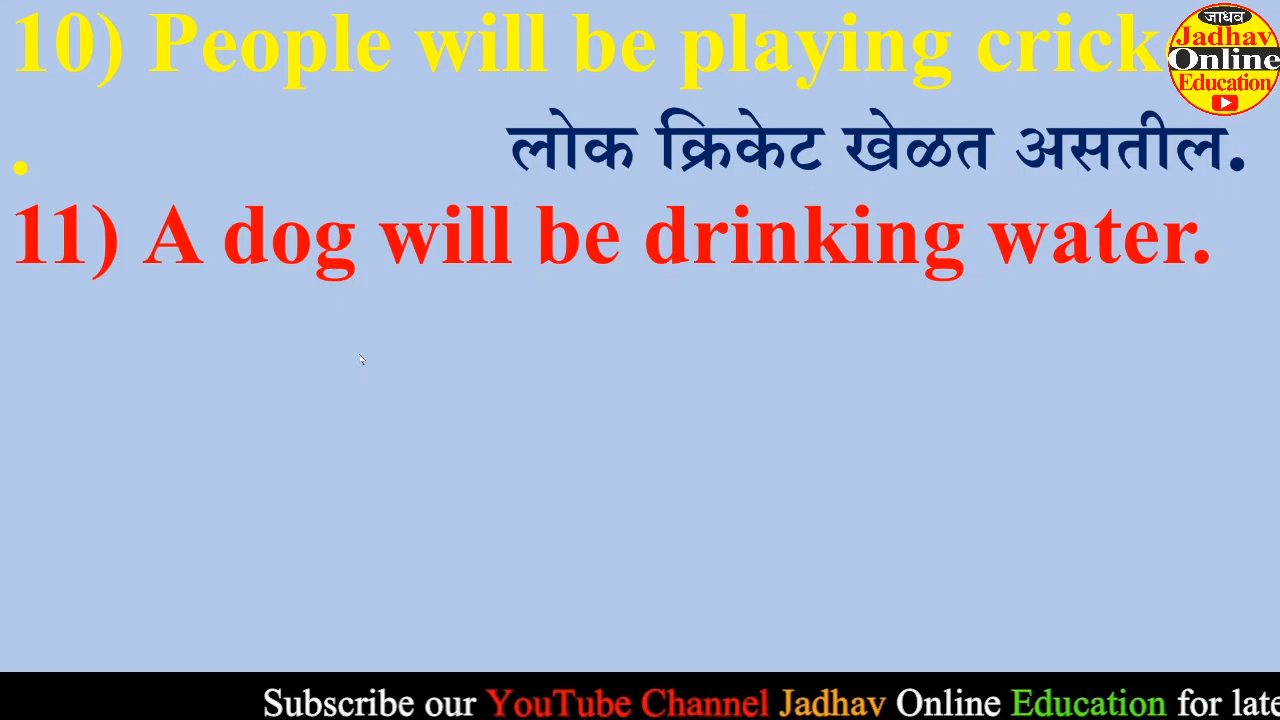 10) People will be playing crick
जाधव
Jadhav
Online
Education
. लोक क्रिकेट खेळत असतील.
11) A dog will be drinking water.
Subscribe our YouTube Channel Jadhav Online Education for late